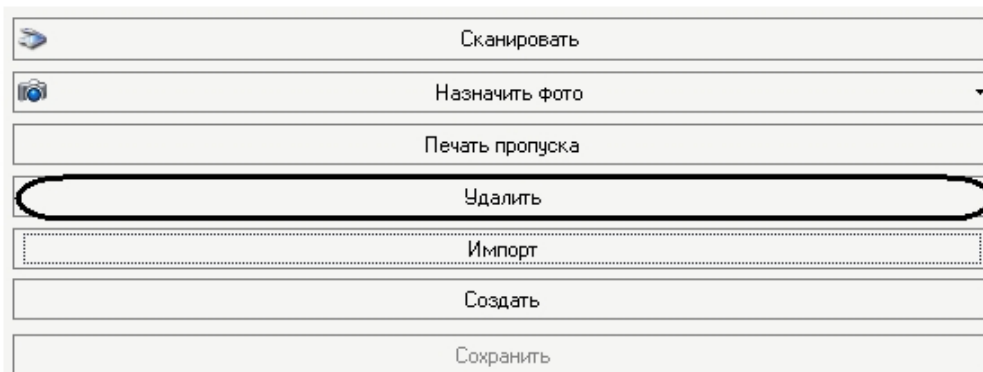 Сканировать
Назначить фото
Печать пропуска
Удалить
Импорт
Создать
Сохранить